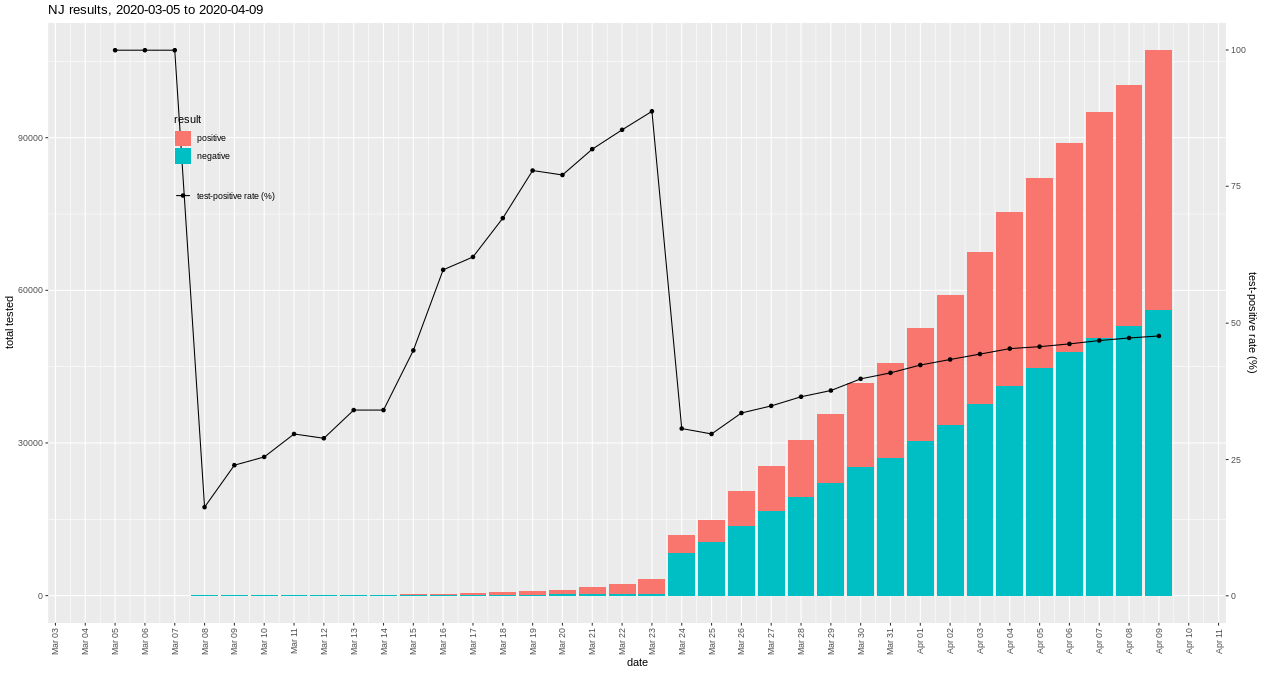 NJ results, 2020-03-05 to 2020-04-09
total tested
90000
60000
30000
0
result
positive
negative
test-positive rate (%)
100
75
50
25
0
test-positive rate (%)
Mar 03
Mar 04
Mar 05
Mar 06
Mar 07
Mar 08
Mar 09
Mar 10
Mar 11
Mar 12
Mar 13
Mar 14
Mar 15
Mar 16
Mar 17
Mar 18
Mar 19
Mar 20
Mar 21
Mar 22
Mar 23
Mar 24
Mar 25
Mar 26
Mar 27
Mar 28
Mar 29
Mar 30
Mar 31
Apr 01
Apr 02
Apr 03
Apr 04
Apr 05
Apr 06
Apr 07
Apr 08
Apr 09
Apr 10
Apr 11
date